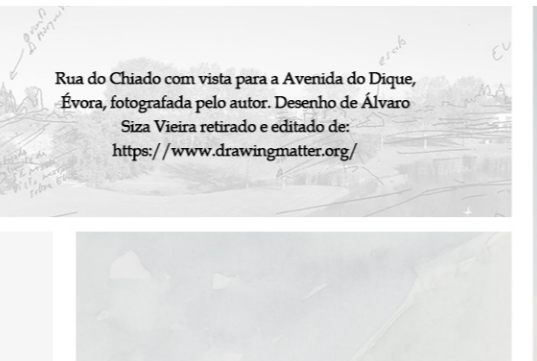 Rua do Chiado com vista para a Avenida do Dique,
Évora, fotografada pelo autor. Desenho de Álvaro
Siza Vieira retirado e editado de:
https://www.drawingmatter.org/